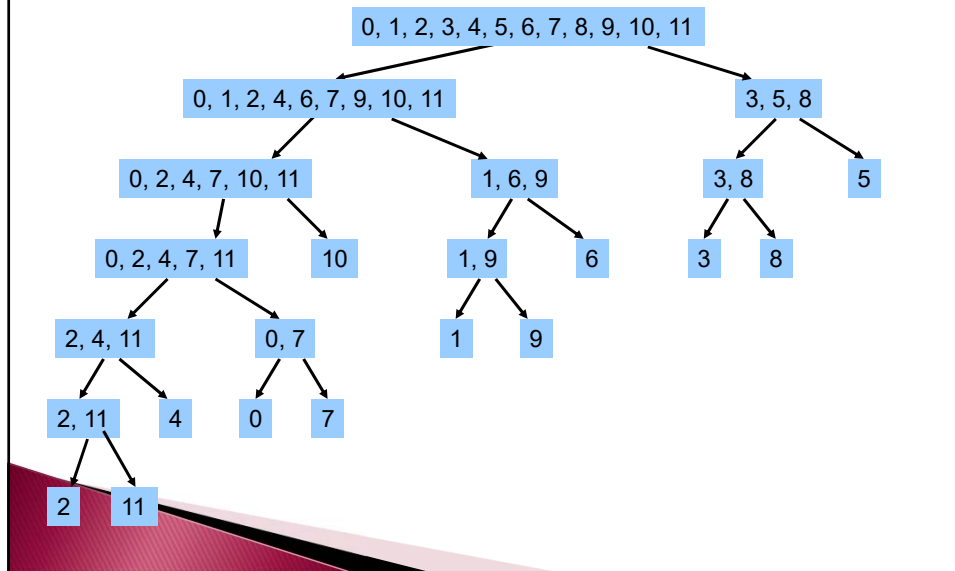 0, 1, 2, 3, 4, 5, 6, 7, 8, 9, 10, 11
0, 1, 2, 4, 6, 7, 9, 10, 11
3, 5, 8
0, 2, 4, 7, 10, 11
1, 6, 9
3, 8
5
0, 2, 4, 7, 11
10
1, 9
6
3
8
2, 4, 11
0, 7
1
9
2, 11
4
0
7
2
11